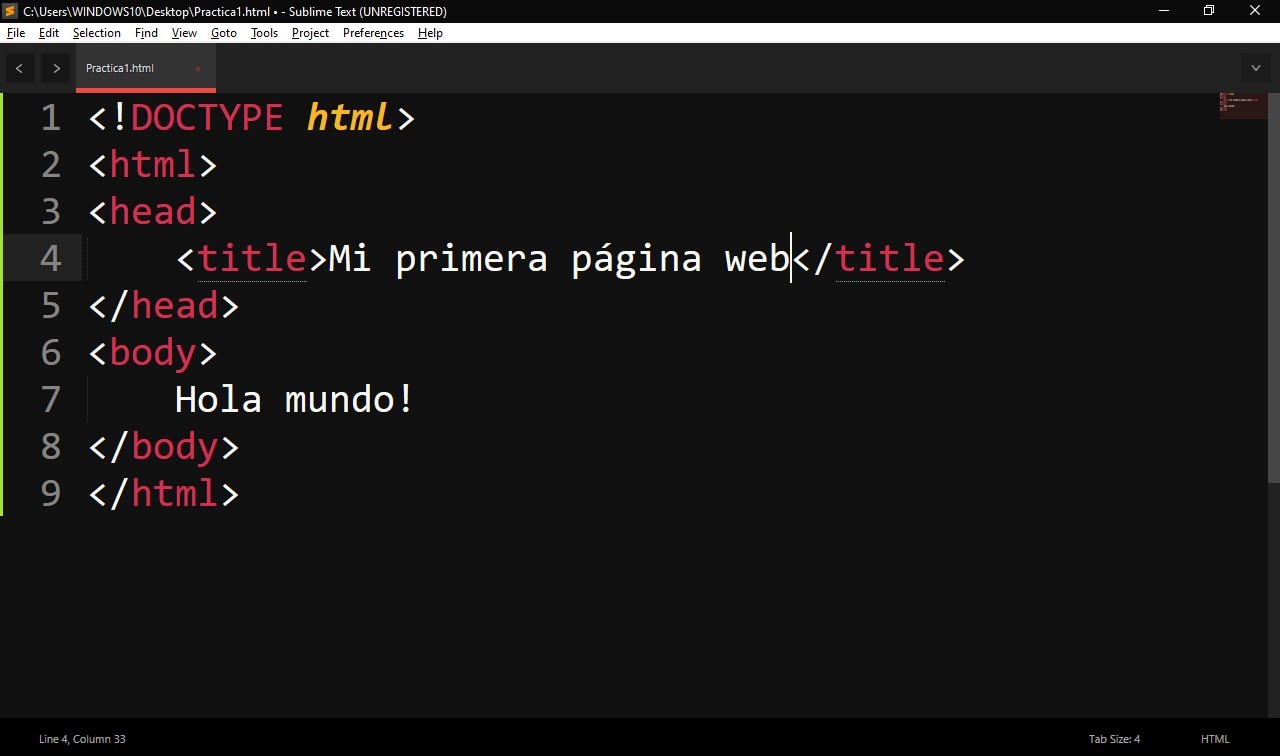 C:\Users\WINDOWS10\Desktop\Practica1.html • - Sublime Text (UNREGISTERED)
File Edit Selection Find View Goto Tools Project Preferences Help
Practica1.html
1 <!DOCTYPE html>
2 <html>
3 <head>
4 <title>Mi primera página web</title>
5 </head>
6 <body>
7 Hola mundo!
8 </body>
9 </html>
Line 4, Column 33 Tab Size: 4 HTML